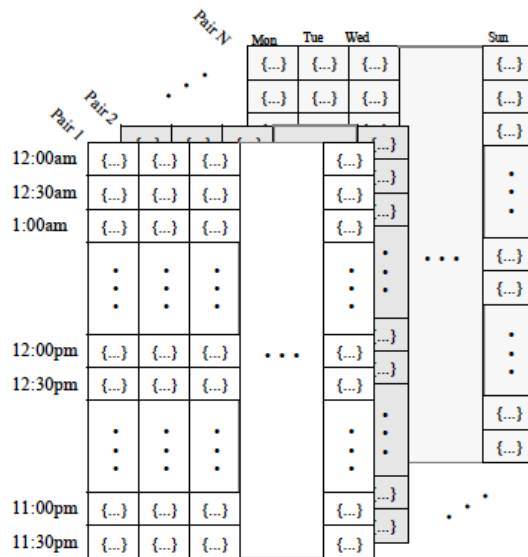 Pair N
Mon Tue Wed Sun
{...} {...} {...} {...}
{...} {...} {...} {...}
{...}
Pair 2
Pair 1
{...} {...} {...} {...}
12:00am {...} {...} {...} {...}
12:30am {...} {...} {...} {...}
1:00am {...} {...} {...} {...}
{...}
{...}
12:00pm {...} {...} {...} {...} {...}
12:30pm {...} {...} {...} {...} {...}
{...}
{...}
11:00pm {...} {...} {...} {...} {...}
11:30pm {...} {...} {...} {...} {...}